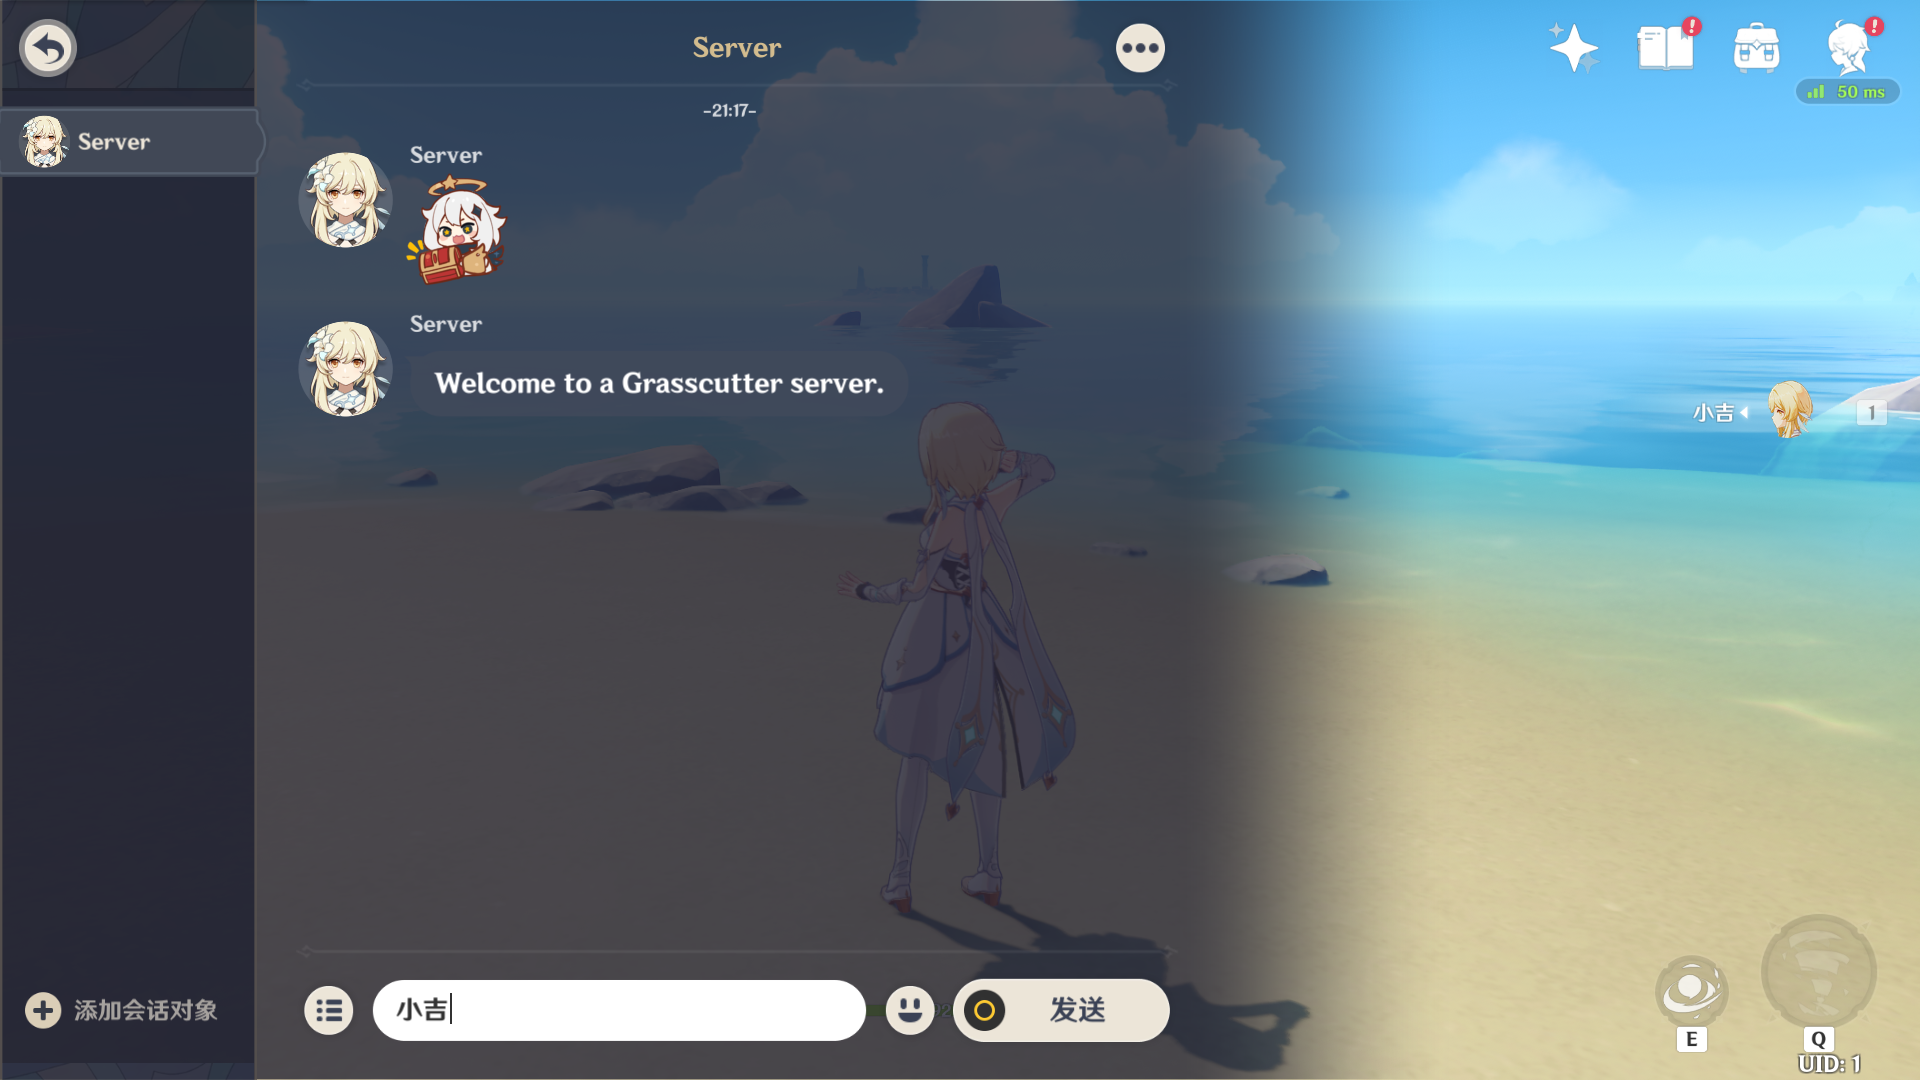 Server
-21:17-
50 ms
Server
Server
Server
Welcome to a Grasscutter server.
小吉
1
添加会话对象
小吉
发送
E
Q
UID: 1